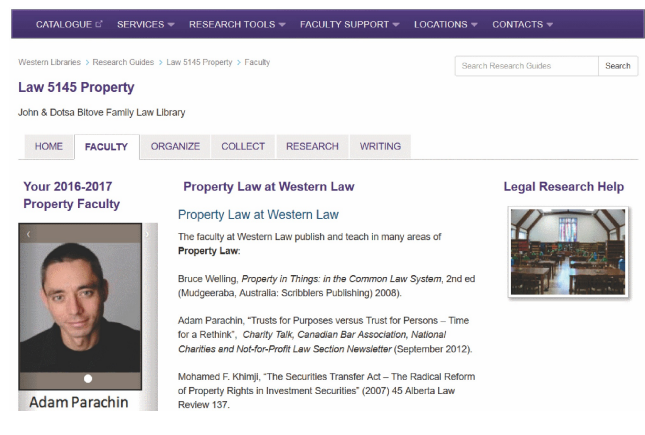 CATALOGUE SERVICES RESEARCH TOOLS FACULTY SUPPORT LOCATIONS CONTACTS
Western Libraries > Research Guides > Law 5145 Property > Faculty
Search Research Guides Search
Law 5145 Property
John & Dotsa Bitove Family Law Library
HOME FACULTY ORGANIZE COLLECT RESEARCH WRITING
Your 2016-2017
Property Faculty
Adam Parachin
Property Law at Western Law
Property Law at Western Law
The faculty at Western Law publish and teach in many areas of
Property Law:
Bruce Welling, Property in Things: in the Common Law System, 2nd ed
(Mudgeeraba, Australia: Scribblers Publishing) 2008).
Adam Parachin, “Trusts for Purposes versus Trust for Persons – Time
for a Rethink”, Charity Talk, Canadian Bar Association, National
Charities and Not-for-Profit Law Section Newsletter (September 2012).
Mohamed F. Khimji, “The Securities Transfer Act – The Radical Reform
of Property Rights in Investment Securities” (2007) 45 Alberta Law
Review 137.
Legal Research Help